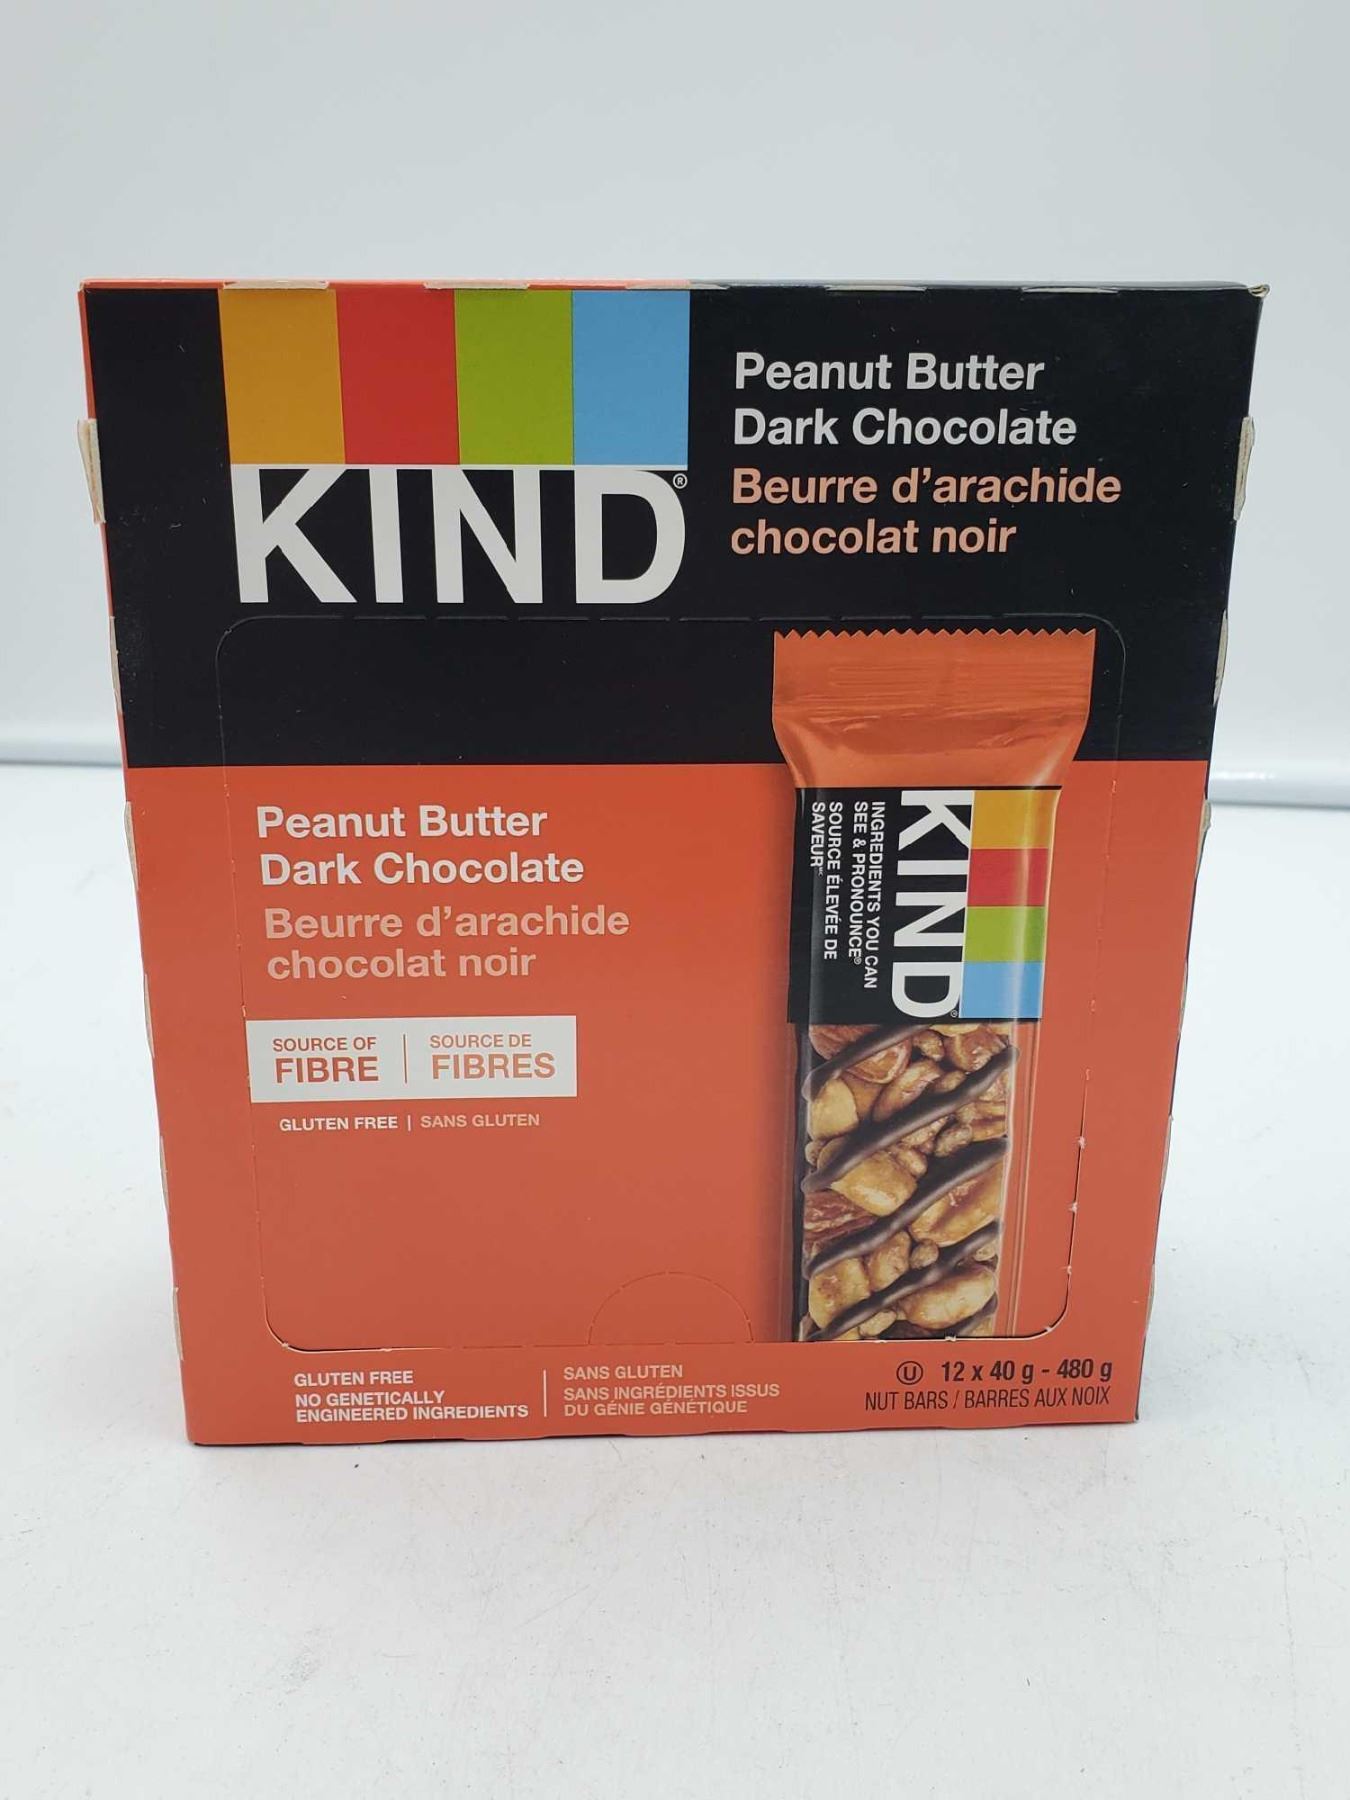 KIND®
Peanut Butter
Dark Chocolate
Beurre d'arachide
chocolat noir
Peanut Butter
Dark Chocolate
Beurre d'arachide
chocolat noir
SOURCE OF
FIBRE
SOURCE DE
FIBRES
GLUTEN FREE | SANS GLUTEN
KIND®
INGREDIENTS YOU CAN
SEE & PRONOUNCE®
SOURCE ÉLEVÉE DE
SAVEUR MC
GLUTEN FREE
NO GENETICALLY
ENGINEERED INGREDIENTS
SANS GLUTEN
SANS INGRÉDIENTS ISSUS
DU GÉNIE GÉNÉTIQUE
U 12 x 40 g - 480 g
NUT BARS / BARRES AUX NOIX